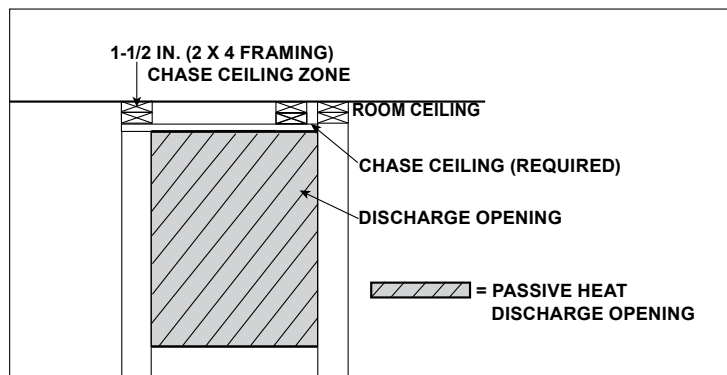 1-1/2 IN. (2 X 4 FRAMING)
CHASE CEILING ZONE
ROOM CEILING
CHASE CEILING (REQUIRED)
DISCHARGE OPENING
= PASSIVE HEAT
DISCHARGE OPENING